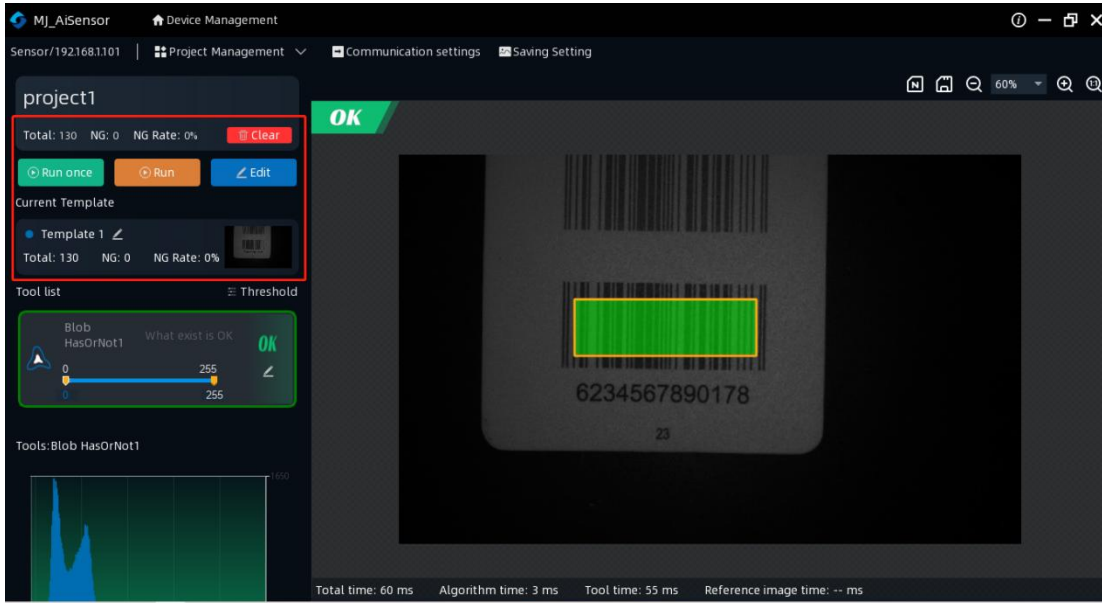 MJ_AiSensor Device Management
Sensor/192.168.1.101 Project Management Communication settings Saving Setting
60%
project1
Total: 130 NG: 0 NG Rate: 0% Clear
OK
Run once Run Edit
Current Template
Template 1
Total: 130 NG: 0 NG Rate: 0%
Tool list Threshold
Blob
HasOrNot1 What exist is OK OK
0 255
0 255
6234567890178
23
Tools:Blob HasOrNot1
1650
Total time: 60 ms Algorithm time: 3 ms Tool time: 55 ms Reference image time: -- ms